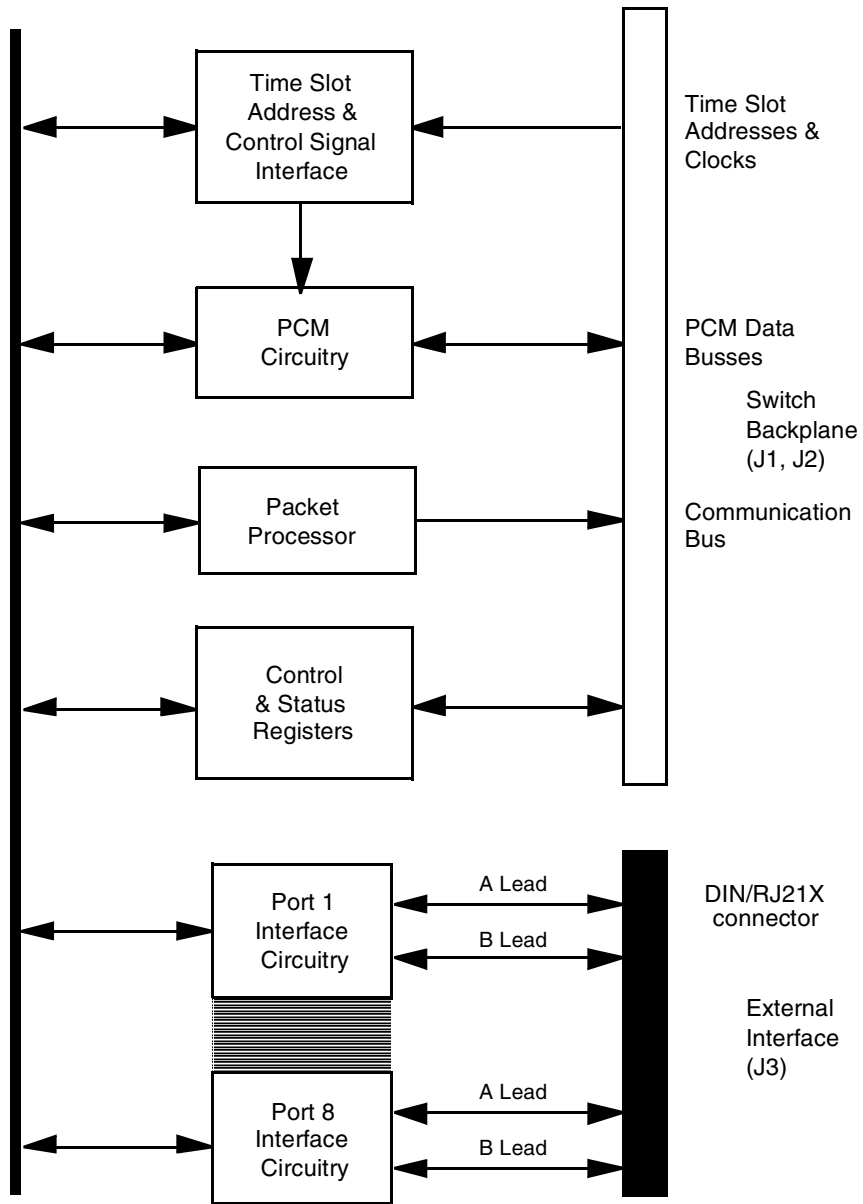 Time Slot
Address &
Control Signal
Interface
Time Slot
Addresses &
Clocks
PCM
Circuitry
PCM Data
Busses
Switch
Backplane
(J1, J2)
Packet
Processor
Communication
Bus
Control
& Status
Registers
Port 1
Interface
Circuitry
A Lead
B Lead
DIN/RJ21X
connector
External
Interface
(J3)
Port 8
Interface
Circuitry
A Lead
B Lead